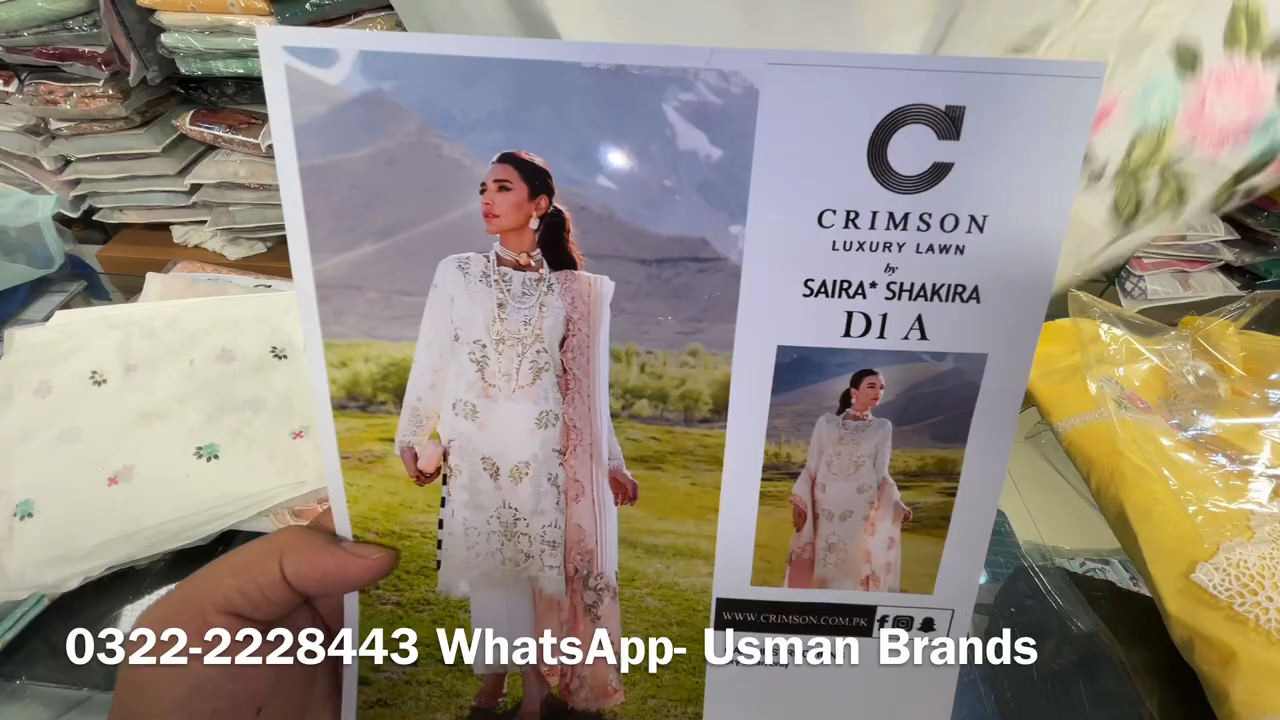 CRIMSON
LUXURY LAWN
by
SAIRA* SHAKIRA
D1 A
WWW.CRIMSON.COM.PK
0322-2228443 WhatsApp- Usman Brands